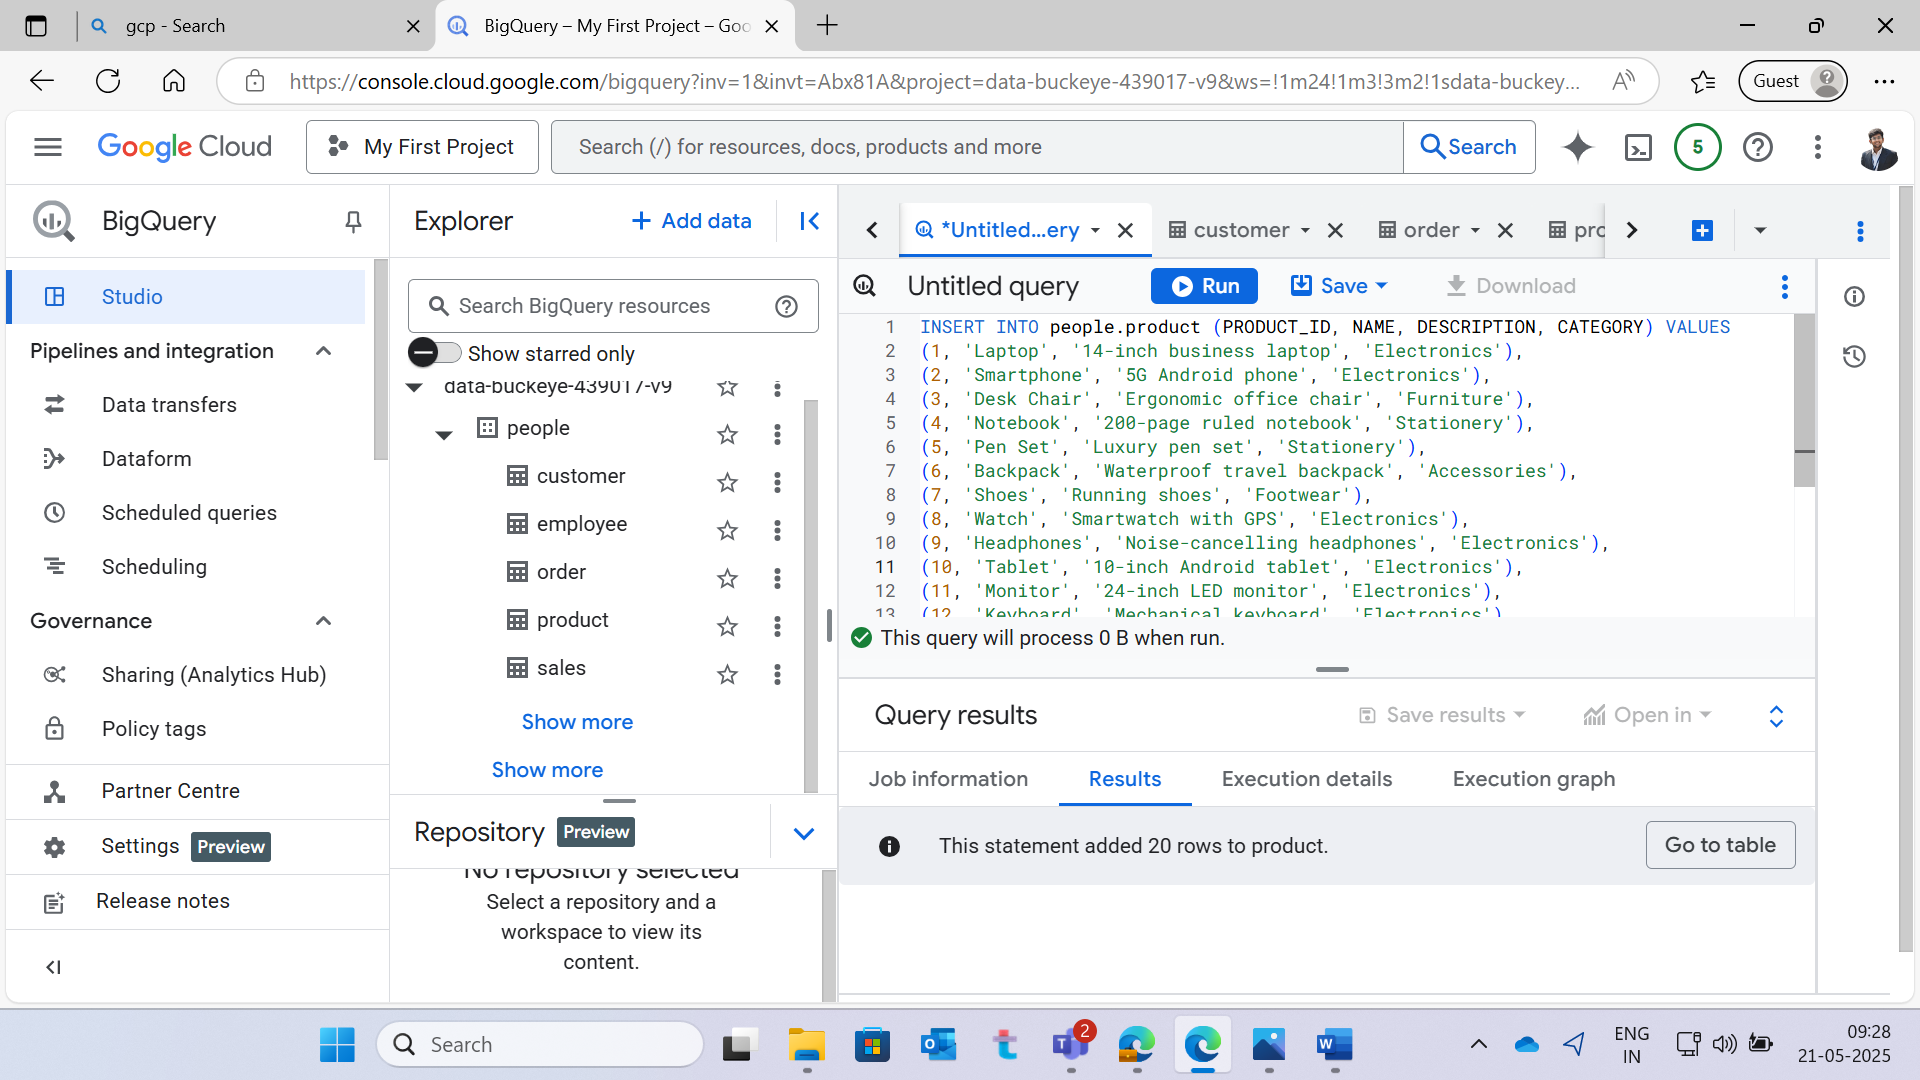 gcp - Search
BigQuery – My First Project – Goo
https://console.cloud.google.com/bigquery?inv=1&invt=Abx81A&project=data-buckeye-439017-v9&ws=!1m24!1m3!3m2!1sdata-buckey...
Guest
Google Cloud
My First Project
Search (/) for resources, docs, products and more
Search
5
BigQuery
Studio
Pipelines and integration
Data transfers
Dataform
Scheduled queries
Scheduling
Governance
Sharing (Analytics Hub)
Policy tags
Partner Centre
Settings Preview
Release notes
Explorer
+ Add data
Search BigQuery resources
Show starred only
data-buckeye-439017-v9
people
customer
employee
order
product
sales
Show more
Show more
Repository Preview
No repository selected
Select a repository and a
workspace to view its
content.
*Untitled...ery
customer
order
pro
Untitled query
Run
Save
Download
1 INSERT INTO people.product (PRODUCT_ID, NAME, DESCRIPTION, CATEGORY) VALUES
2 (1, 'Laptop', '14-inch business laptop', 'Electronics'),
3 (2, 'Smartphone', '5G Android phone', 'Electronics'),
4 (3, 'Desk Chair', 'Ergonomic office chair', 'Furniture'),
5 (4, 'Notebook', '200-page ruled notebook', 'Stationery'),
6 (5, 'Pen Set', 'Luxury pen set', 'Stationery'),
7 (6, 'Backpack', 'Waterproof travel backpack', 'Accessories'),
8 (7, 'Shoes', 'Running shoes', 'Footwear'),
9 (8, 'Watch', 'Smartwatch with GPS', 'Electronics'),
10 (9, 'Headphones', 'Noise-cancelling headphones', 'Electronics'),
11 (10, 'Tablet', '10-inch Android tablet', 'Electronics'),
12 (11, 'Monitor', '24-inch LED monitor', 'Electronics'),
13 (12, 'Keyboard', 'Mechanical keyboard', 'Electronics')
This query will process 0 B when run.
Query results
Save results
Open in
Job information
Results
Execution details
Execution graph
This statement added 20 rows to product.
Go to table
Search
2
ENG
IN
09:28
21-05-2025